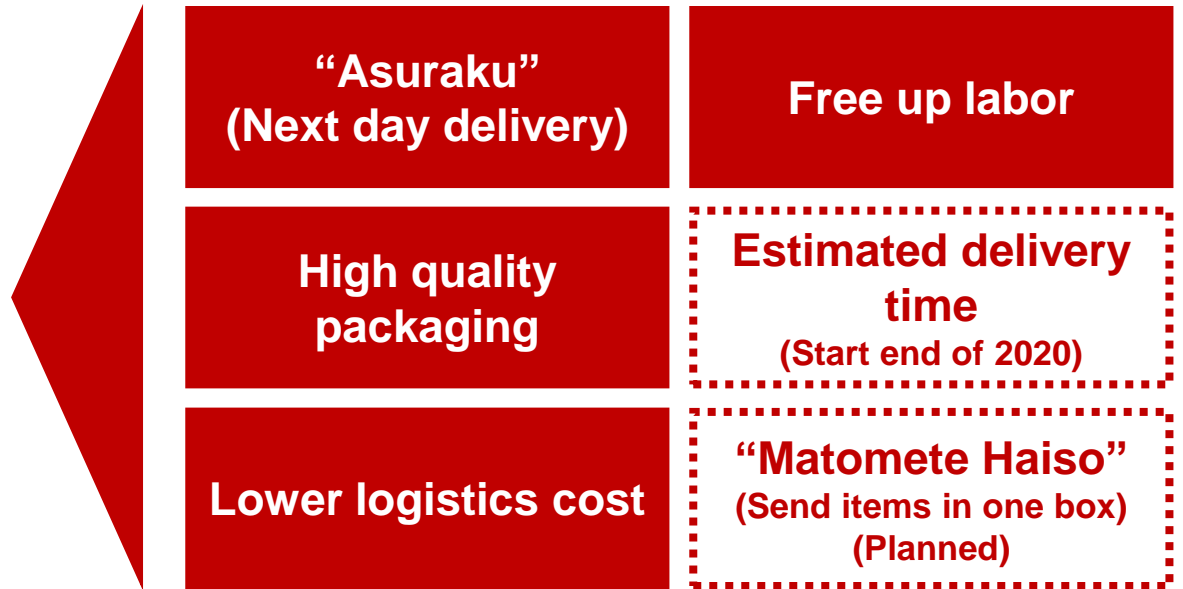 “Asuraku”
(Next day delivery)
Free up labor
High quality
packaging
Estimated delivery
time
(Start end of 2020)
Lower logistics cost
“Matomete Haiso”
(Send items in one box)
(Planned)